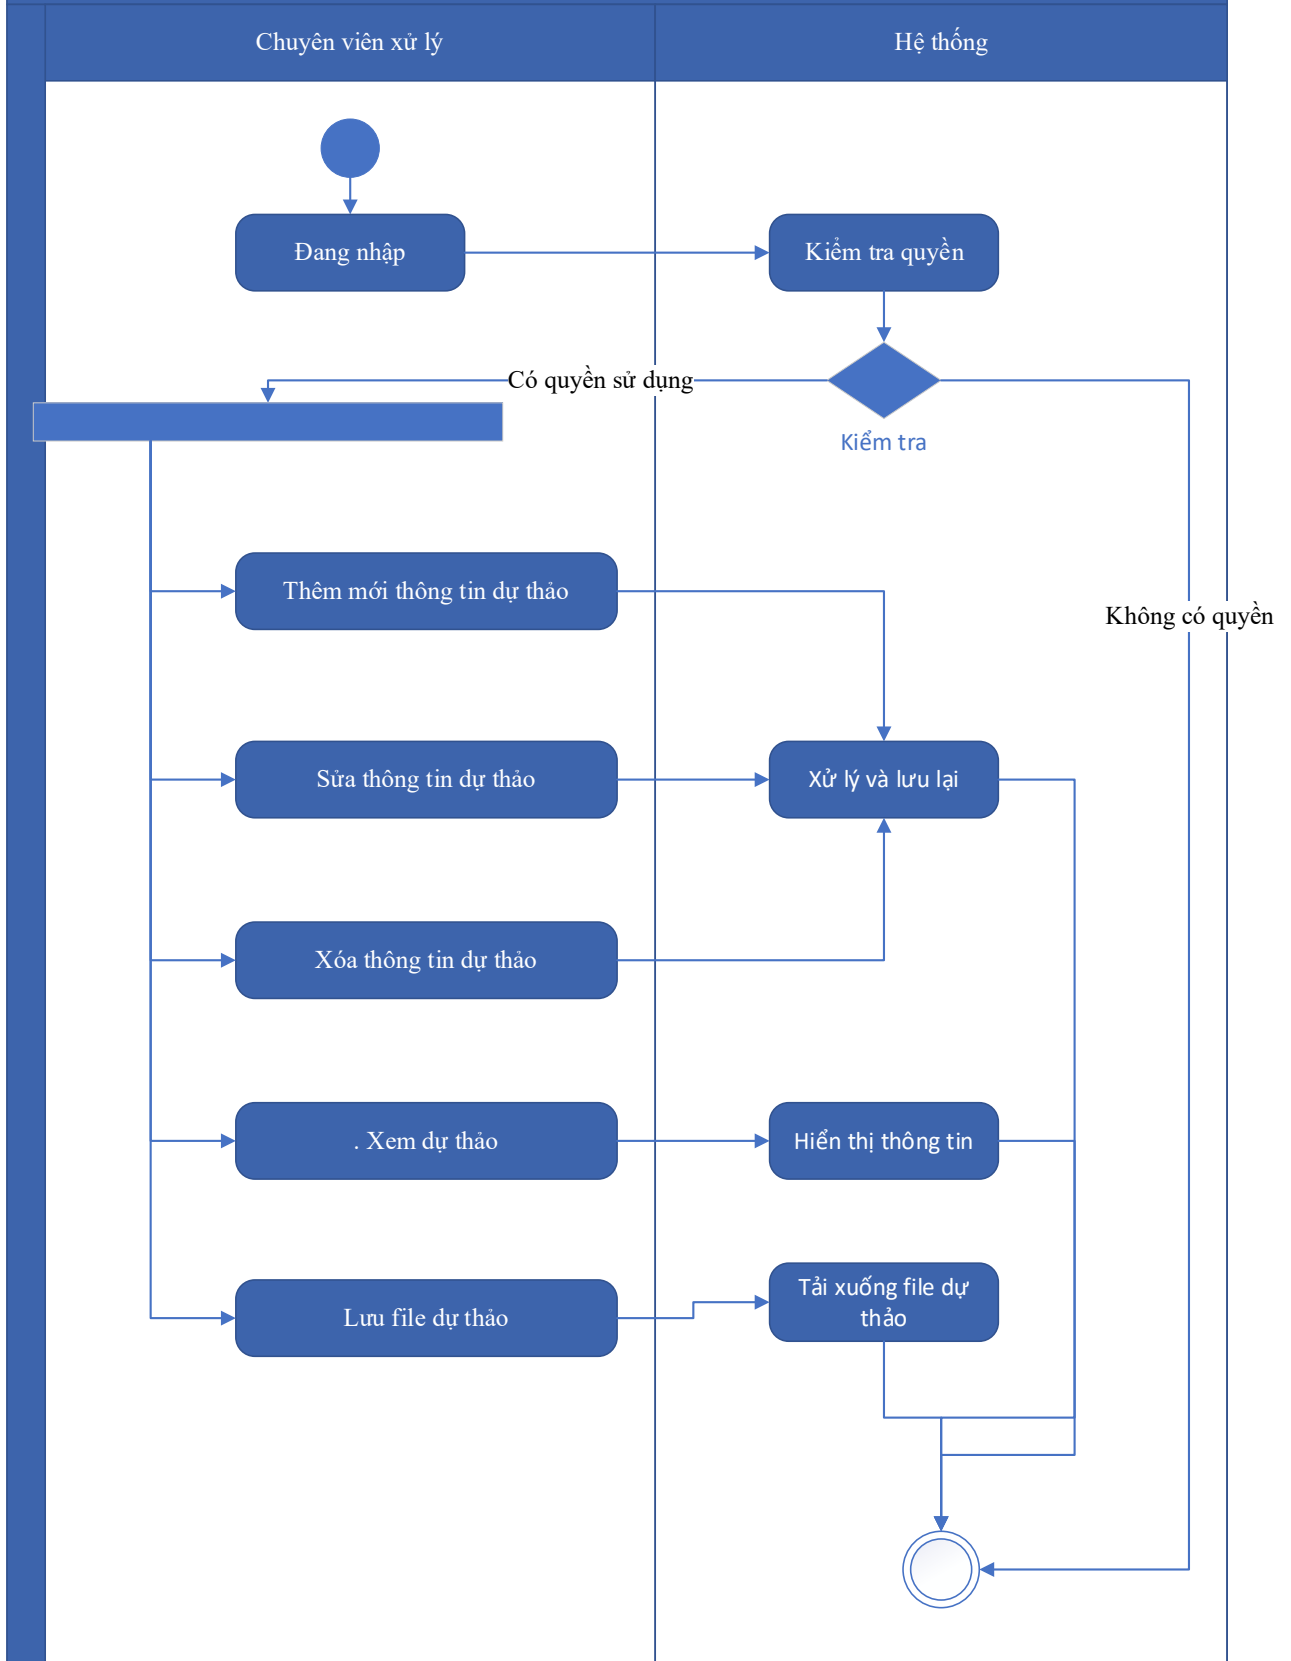 Chuyên viên xử lý
Hệ thống
Đang nhập
Kiểm tra quyền
Có quyền sử dụng
Kiểm tra
Thêm mới thông tin dự thảo
Không có quyền
Sửa thông tin dự thảo
Xử lý và lưu lại
Xóa thông tin dự thảo
. Xem dự thảo
Hiển thị thông tin
Lưu file dự thảo
Tải xuống file dự
thảo